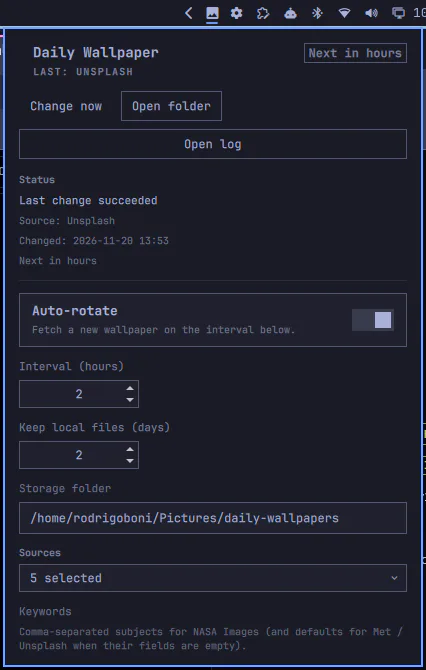 10
Daily Wallpaper
Next in hours
LAST: UNSPLASH
Change now
Open folder
Open log
Status
Last change succeeded
Source: Unsplash
Changed: 2026-11-20 13:53
Next in hours
Auto-rotate
Fetch a new wallpaper on the interval below.
Interval (hours)
2
Keep local files (days)
2
Storage folder
/home/rodrigoboni/Pictures/daily-wallpapers
Sources
5 selected
Keywords
Comma-separated subjects for NASA Images (and defaults for Met /
Unsplash when their fields are empty).